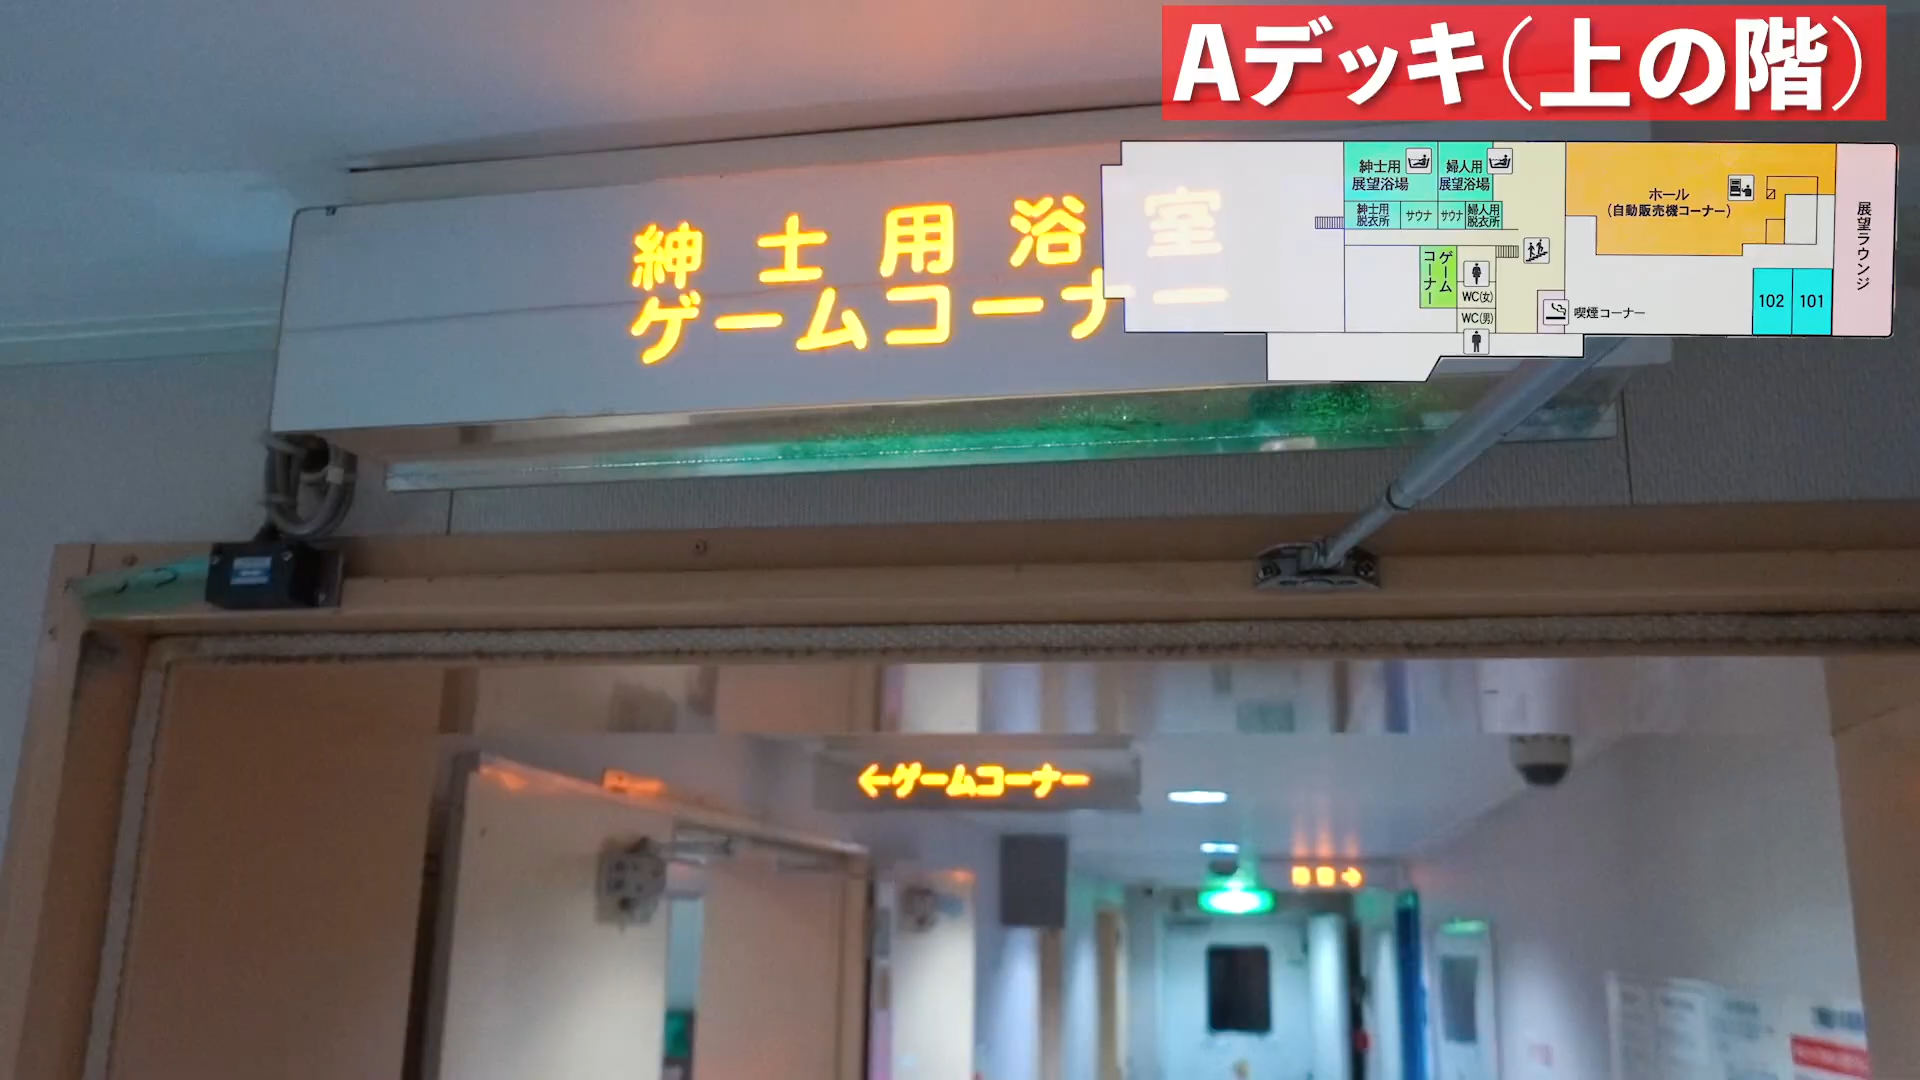 Aデッキ（上の階）
紳士用浴室
ゲームコーナー
紳士用
展望浴場
婦人用
展望浴場
紳士用
脱衣所
サウナ
サウナ
婦人用
脱衣所
ゲーム
コーナー
WC(女)
WC(男)
喫煙コーナー
ホール
(自動販売機コーナー)
102
101
展望ラウンジ
←ゲームコーナー